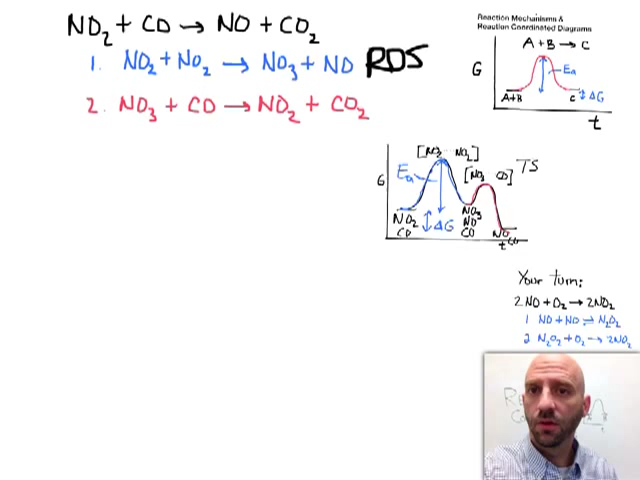 NO₂ + CO → NO + CO₂
1. NO₂ + NO₂ → NO₃ + NO RDS
2. NO₃ + CO → NO₂ + CO₂
Reaction Mechanisms &
Reaction Coordinated Diagrams
A + B → C
G
Ea
A+B
C
ΔG
t
[NO₂ NO₂]
[NO₃ CO] TS
G
Ea
NO₂
CO
ΔG
NO₃
NO
CO
NO
t
Your turn:
2NO + O₂ → 2NO₂
1 NO + NO ⇌ N₂O₂
2 N₂O₂ + O₂ → 2NO₂